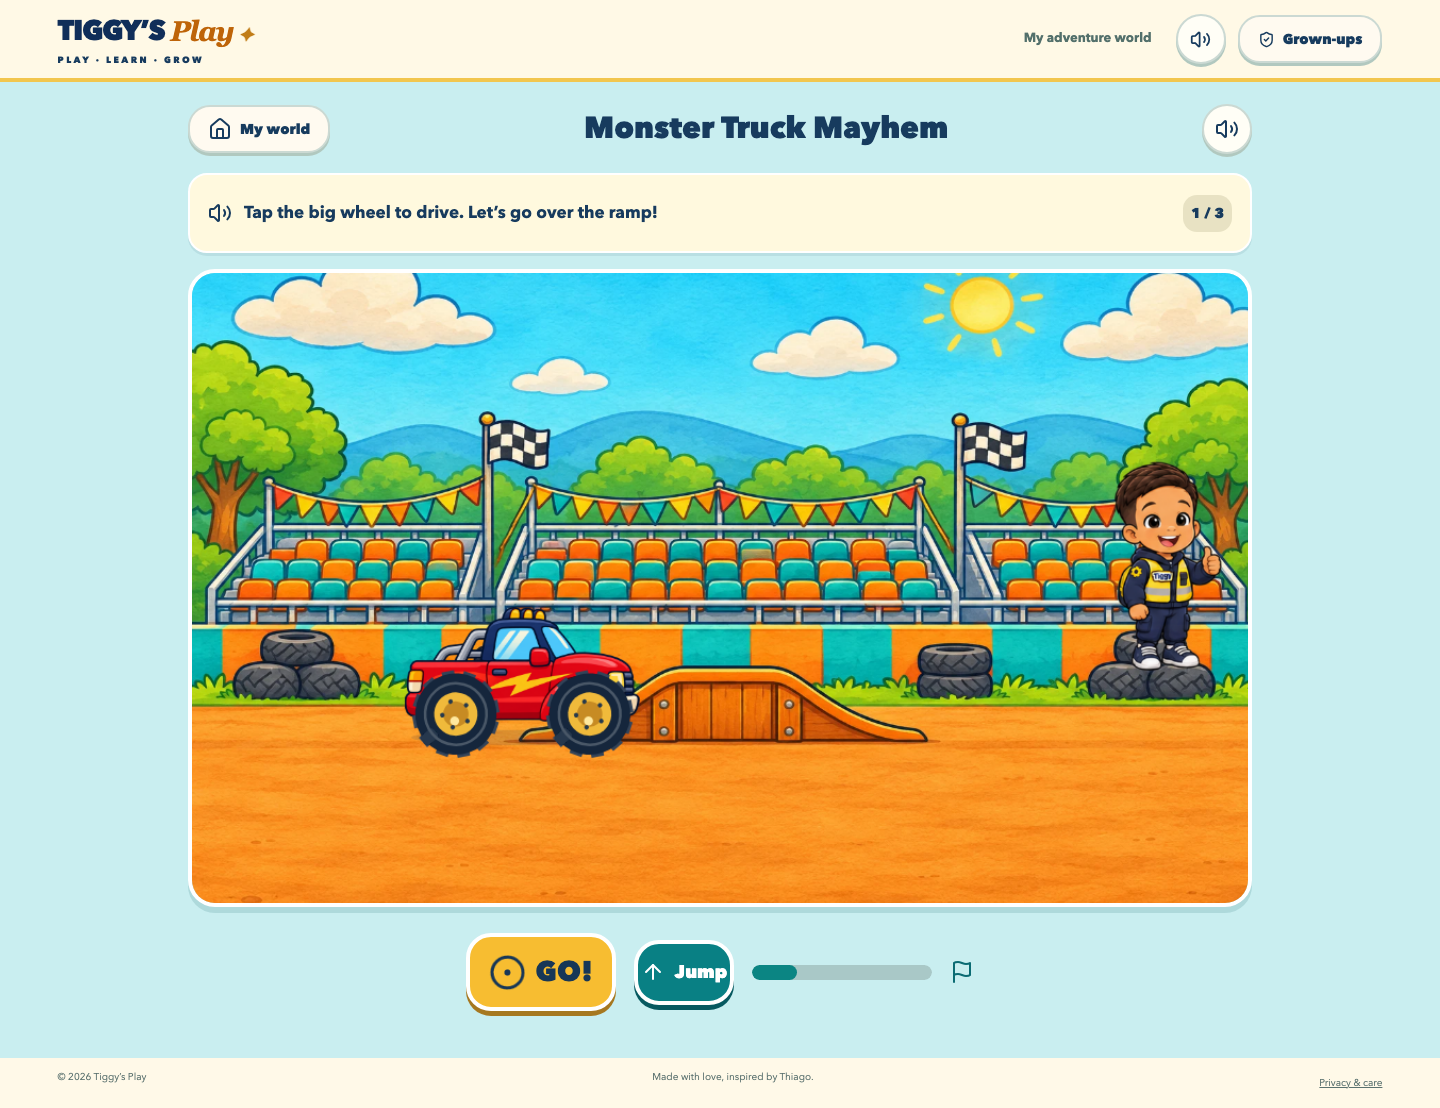 TIGGY'S Play
PLAY • LEARN • GROW
My adventure world
Grown-ups
My world
Monster Truck Mayhem
Tap the big wheel to drive. Let's go over the ramp!
1 / 3
Tiggy
GO!
Jump
© 2026 Tiggy's Play
Made with love, inspired by Thiago.
Privacy & care